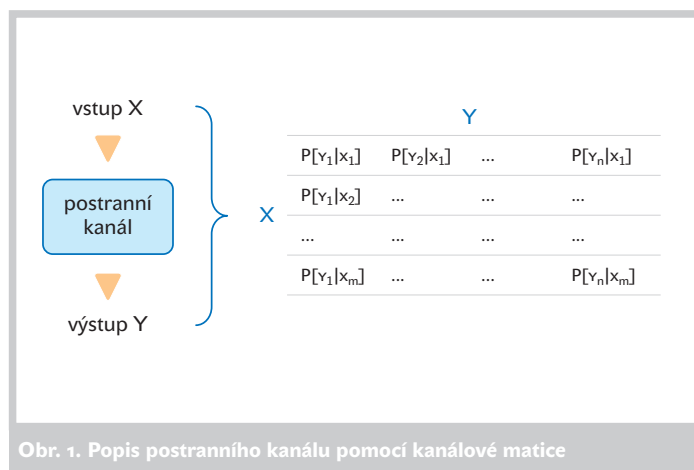 vstup X
postranní
kanál
výstup Y
Y
X
P[Y₁|x₁] P[Y₂|x₁] ... P[Yₙ|x₁]
P[Y₁|x₂] ... ... ...
... ... ... ...
P[Y₁|xₘ] ... ... P[Yₙ|xₘ]
Obr. 1. Popis postranního kanálu pomocí kanálové matice